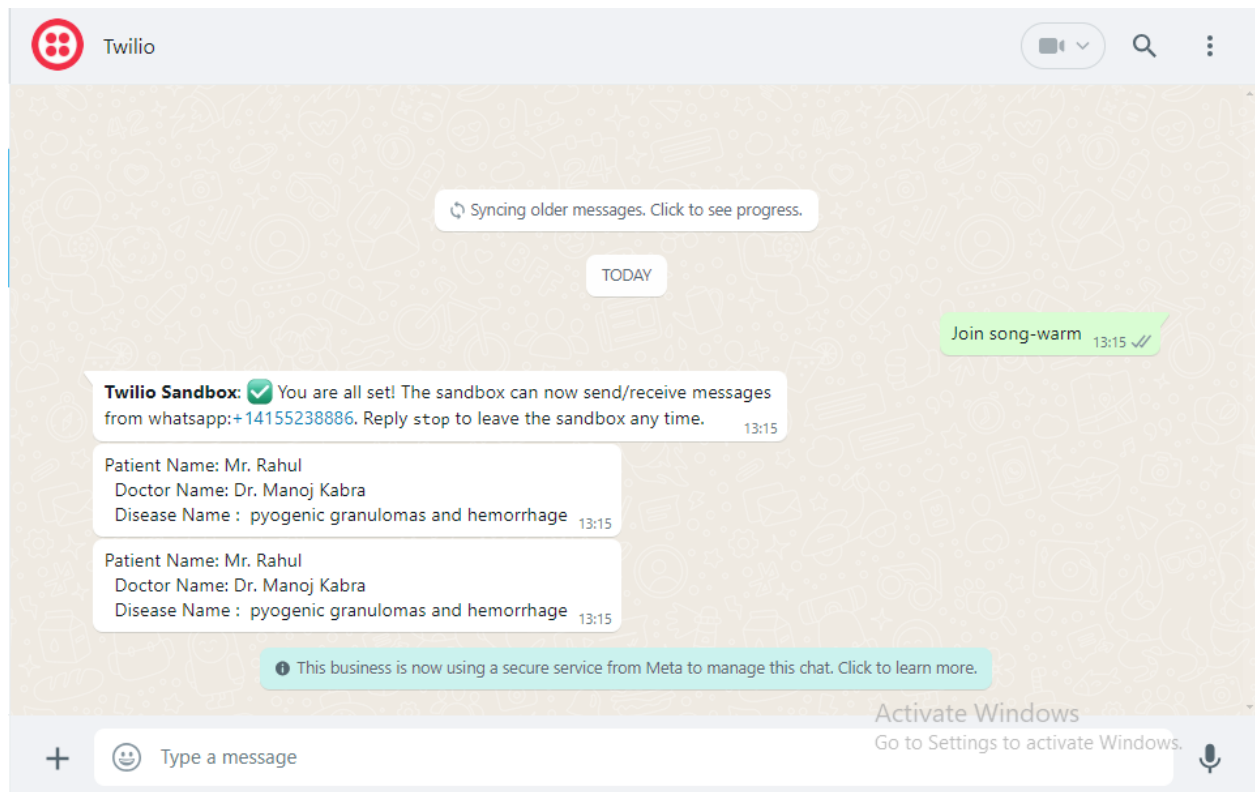 Twilio
Syncing older messages. Click to see progress.
TODAY
Join song-warm 13:15
Twilio Sandbox: ✅ You are all set! The sandbox can now send/receive messages
from whatsapp:+14155238886. Reply stop to leave the sandbox any time. 13:15
Patient Name: Mr. Rahul
Doctor Name: Dr. Manoj Kabra
Disease Name : pyogenic granulomas and hemorrhage 13:15
Patient Name: Mr. Rahul
Doctor Name: Dr. Manoj Kabra
Disease Name : pyogenic granulomas and hemorrhage 13:15
This business is now using a secure service from Meta to manage this chat. Click to learn more.
Activate Windows
Go to Settings to activate Windows.
Type a message